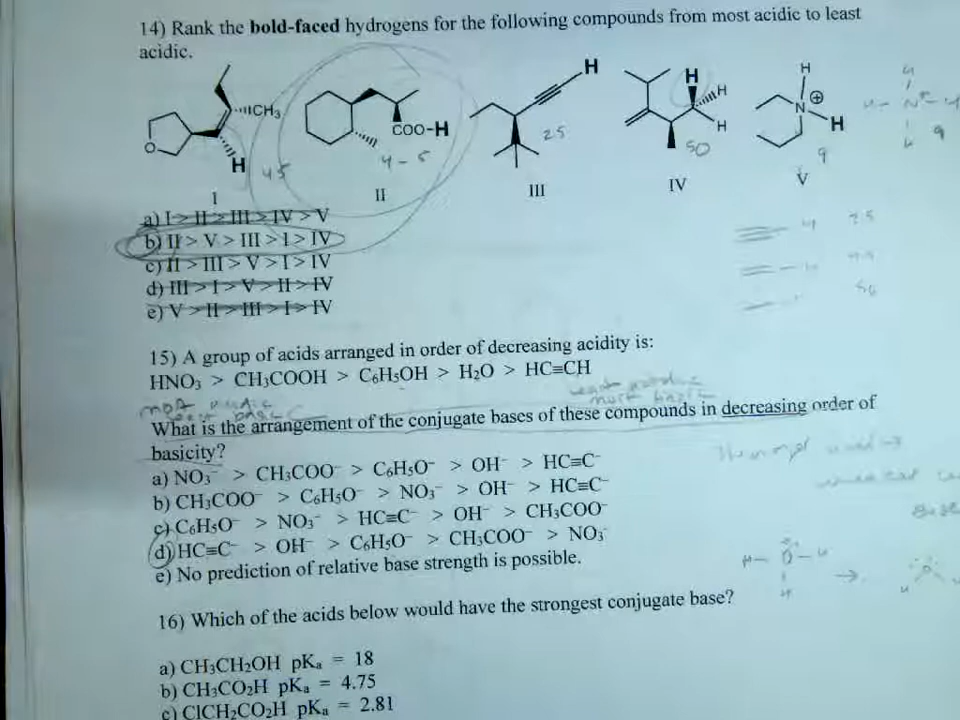 14) Rank the bold-faced hydrogens for the following compounds from most acidic to least
acidic.
H
H
H
H
H
ıııCH₃
COO-H
N
⊕
H
O
H
45
4-5
25
50
9
9
I
II
III
IV
V
a) I > II > III > IV > V
b) II > V > III > I > IV
c) II > III > V > I > IV
d) III > I > V > II > IV
e) V > II > III > I > IV
25
50
15) A group of acids arranged in order of decreasing acidity is:
HNO₃ > CH₃COOH > C₆H₅OH > H₂O > HC≡CH
most basic
What is the arrangement of the conjugate bases of these compounds in decreasing order of
basicity?
a) NO₃⁻ > CH₃COO⁻ > C₆H₅O⁻ > OH⁻ > HC≡C⁻
b) CH₃COO⁻ > C₆H₅O⁻ > NO₃⁻ > OH⁻ > HC≡C⁻
c) C₆H₅O⁻ > NO₃⁻ > HC≡C⁻ > OH⁻ > CH₃COO⁻
d) HC≡C⁻ > OH⁻ > C₆H₅O⁻ > CH₃COO⁻ > NO₃⁻
e) No prediction of relative base strength is possible.
16) Which of the acids below would have the strongest conjugate base?
a) CH₃CH₂OH pKₐ = 18
b) CH₃CO₂H pKₐ = 4.75
c) ClCH₂CO₂H pKₐ = 2.81